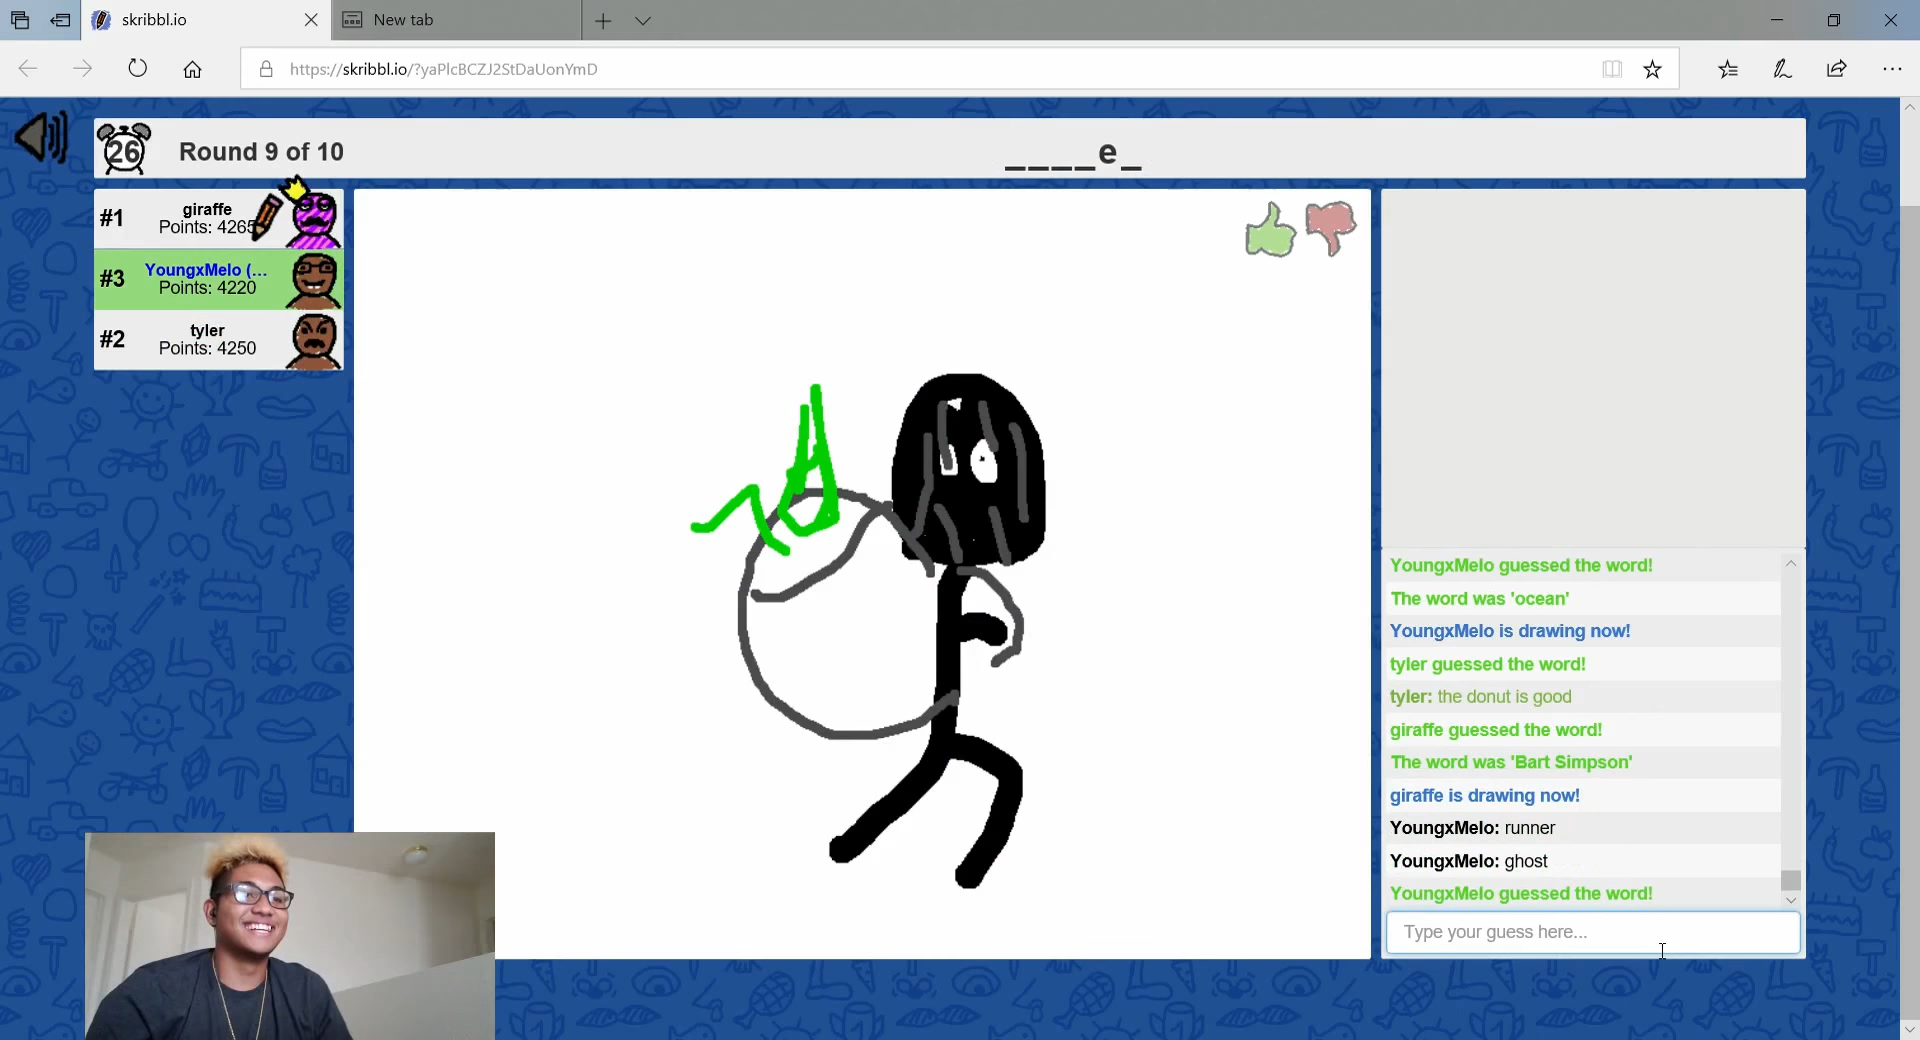 skribbl.io
New tab
https://skribbl.io/?yaPlcBCZJ2StDaUonYmD
26
Round 9 of 10
____e_
#1
giraffe
Points: 4265
#3
YoungxMelo (...
Points: 4220
#2
tyler
Points: 4250
YoungxMelo guessed the word!
The word was 'ocean'
YoungxMelo is drawing now!
tyler guessed the word!
tyler: the donut is good
giraffe guessed the word!
The word was 'Bart Simpson'
giraffe is drawing now!
YoungxMelo: runner
YoungxMelo: ghost
YoungxMelo guessed the word!
Type your guess here...